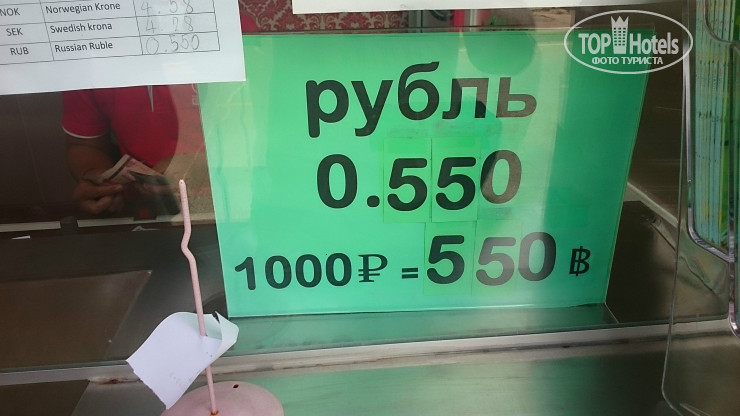 NOK Norwegian Krone 4.58
SEK Swedish krona 4.28
RUB Russian Ruble 0.550
TOP Hotels
ФОТО ТУРИСТА
рубль
0.550
1000₽ = 550 ฿